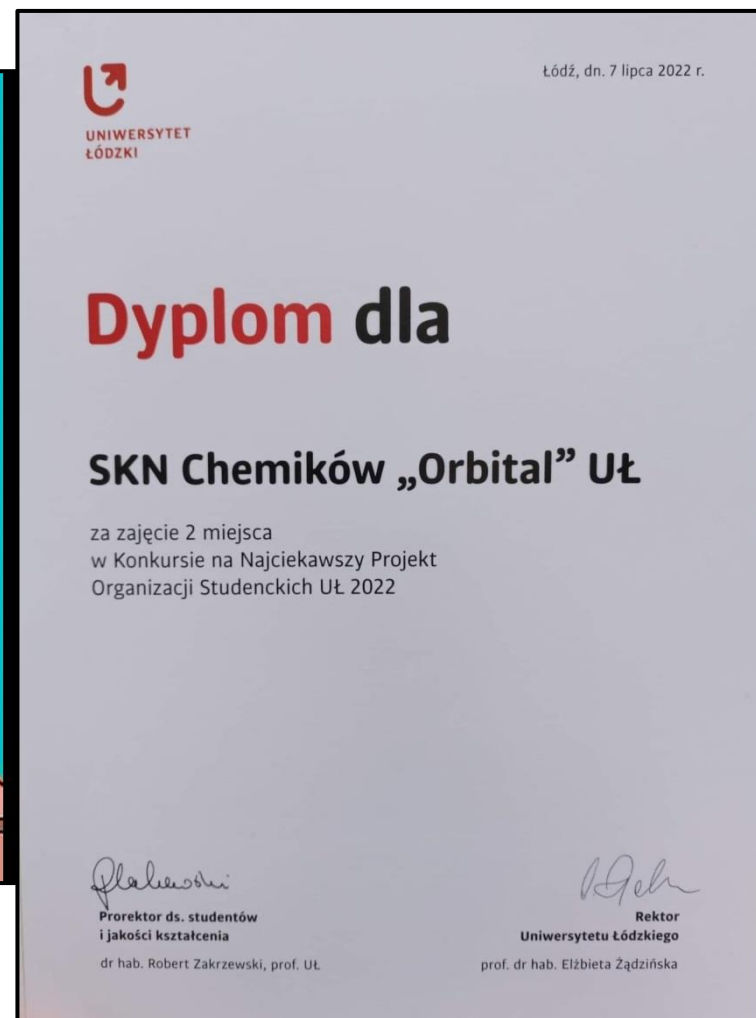 Łódź, dn. 7 lipca 2022 r.
UNIWERSYTET
ŁÓDZKI
Dyplom dla
SKN Chemików „Orbital” UŁ
za zajęcie 2 miejsca
w Konkursie na Najciekawszy Projekt
Organizacji Studenckich UŁ 2022
Prorektor ds. studentów
i jakości kształcenia
dr hab. Robert Zakrzewski, prof. UŁ
Rektor
Uniwersytetu Łódzkiego
prof. dr hab. Elżbieta Żądzińska